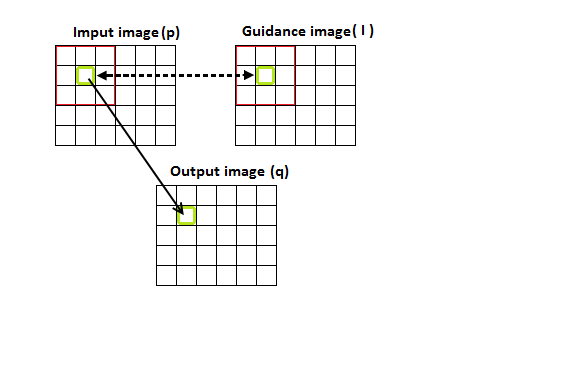 Imput image(p)
Guidance image( I )
Output image (q)